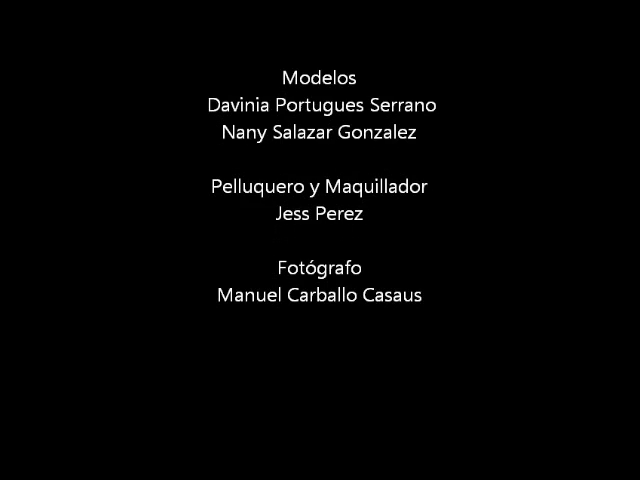 Modelos
Davinia Portugues Serrano
Nany Salazar Gonzalez
Pelluquero y Maquillador
Jess Perez
Fotógrafo
Manuel Carballo Casaus